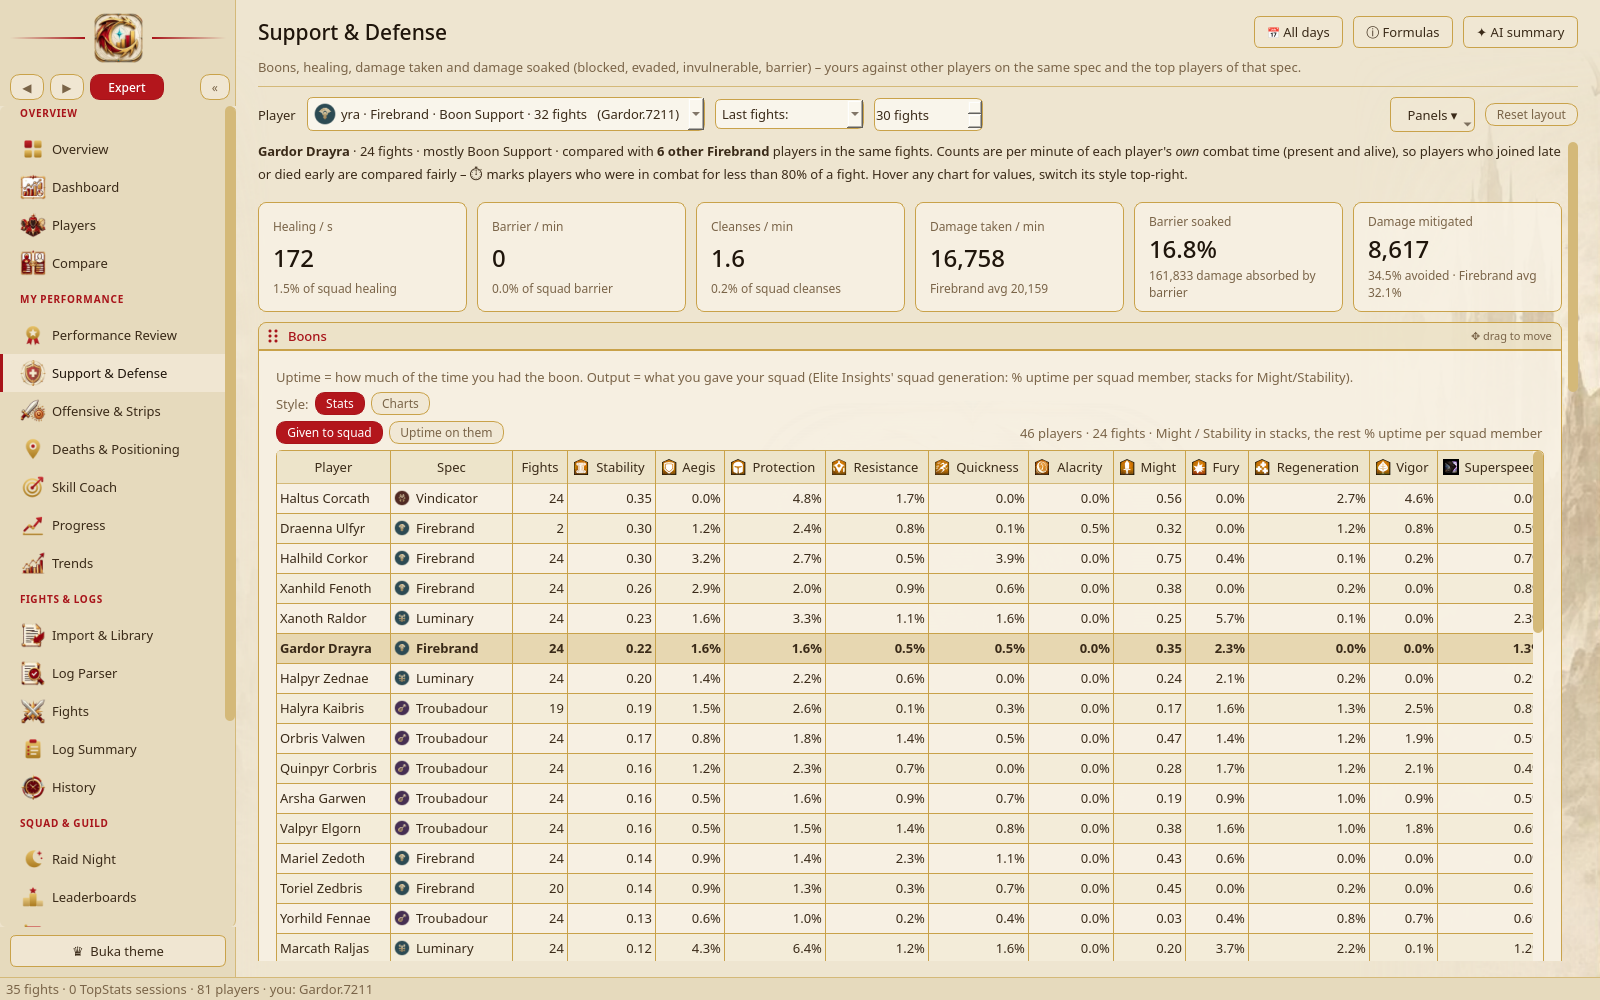 Support & Defense
📅 All days
ⓘ Formulas
✦ AI summary
Boons, healing, damage taken and damage soaked (blocked, evaded, invulnerable, barrier) – yours against other players on the same spec and the top players of that spec.
◀ ▶ Expert «
OVERVIEW
Overview
Dashboard
Players
Compare
MY PERFORMANCE
Performance Review
Support & Defense
Offensive & Strips
Deaths & Positioning
Skill Coach
Progress
Trends
FIGHTS & LOGS
Import & Library
Log Parser
Fights
Log Summary
History
SQUAD & GUILD
Raid Night
Leaderboards
♛ Buka theme
Player yra · Firebrand · Boon Support · 32 fights (Gardor.7211) Last fights: 30 fights Panels ▾ Reset layout
Gardor Drayra · 24 fights · mostly Boon Support · compared with 6 other Firebrand players in the same fights. Counts are per minute of each player's own combat time (present and alive), so players who joined late
or died early are compared fairly – ⏱ marks players who were in combat for less than 80% of a fight. Hover any chart for values, switch its style top-right.
Healing / s
172
1.5% of squad healing
Barrier / min
0
0.0% of squad barrier
Cleanses / min
1.6
0.2% of squad cleanses
Damage taken / min
16,758
Firebrand avg 20,159
Barrier soaked
16.8%
161,833 damage absorbed by
barrier
Damage mitigated
8,617
34.5% avoided · Firebrand avg
32.1%
Boons
✥ drag to move
Uptime = how much of the time you had the boon. Output = what you gave your squad (Elite Insights' squad generation: % uptime per squad member, stacks for Might/Stability).
Style: Stats Charts
Given to squad Uptime on them
46 players · 24 fights · Might / Stability in stacks, the rest % uptime per squad member
Player Spec Fights Stability Aegis Protection Resistance Quickness Alacrity Might Fury Regeneration Vigor Superspeed
Haltus Corcath Vindicator 24 0.35 0.0% 4.8% 1.7% 0.0% 0.0% 0.56 0.0% 2.7% 4.6% 0.0
Draenna Ulfyr Firebrand 2 0.30 1.2% 2.4% 0.8% 0.1% 0.5% 0.32 0.0% 1.2% 0.8% 0.5
Halhild Corkor Firebrand 24 0.30 3.2% 2.7% 0.5% 3.9% 0.0% 0.75 0.4% 0.1% 0.2% 0.7
Xanhild Fenoth Firebrand 24 0.26 2.9% 2.0% 0.9% 0.6% 0.0% 0.38 0.0% 0.2% 0.0% 0.8
Xanoth Raldor Luminary 24 0.23 1.6% 3.3% 1.1% 1.6% 0.0% 0.25 5.7% 0.1% 0.0% 2.3
Gardor Drayra Firebrand 24 0.22 1.6% 1.6% 0.5% 0.5% 0.0% 0.35 2.3% 0.0% 0.0% 1.3
Halpyr Zednae Luminary 24 0.20 1.4% 2.2% 0.6% 0.0% 0.0% 0.24 2.1% 0.2% 0.0% 0.2
Halyra Kaibris Troubadour 19 0.19 1.5% 2.6% 0.1% 0.3% 0.0% 0.17 1.6% 1.3% 2.5% 0.8
Orbris Valwen Troubadour 24 0.17 0.8% 1.8% 1.4% 0.5% 0.0% 0.47 1.4% 1.2% 1.9% 0.5
Quinpyr Corbris Troubadour 24 0.16 1.2% 2.3% 0.7% 0.0% 0.0% 0.28 1.7% 1.2% 2.1% 0.4
Arsha Garwen Troubadour 24 0.16 0.5% 1.6% 0.9% 0.7% 0.0% 0.19 0.9% 1.0% 0.9% 0.5
Valpyr Elgorn Troubadour 24 0.16 0.5% 1.5% 1.4% 0.8% 0.0% 0.38 1.6% 1.0% 1.8% 0.6
Mariel Zedoth Firebrand 24 0.14 0.9% 1.4% 2.3% 1.1% 0.0% 0.43 0.6% 0.0% 0.0% 0.0
Toriel Zedbris Firebrand 20 0.14 0.9% 1.3% 0.3% 0.7% 0.0% 0.45 0.0% 0.2% 0.0% 0.6
Yorhild Fennae Troubadour 24 0.13 0.6% 1.0% 0.2% 0.4% 0.0% 0.03 0.4% 0.8% 0.7% 0.6
Marcath Raljas Luminary 24 0.12 4.3% 6.4% 1.2% 1.6% 0.0% 0.20 3.7% 2.2% 0.1% 1.2
35 fights · 0 TopStats sessions · 81 players · you: Gardor.7211